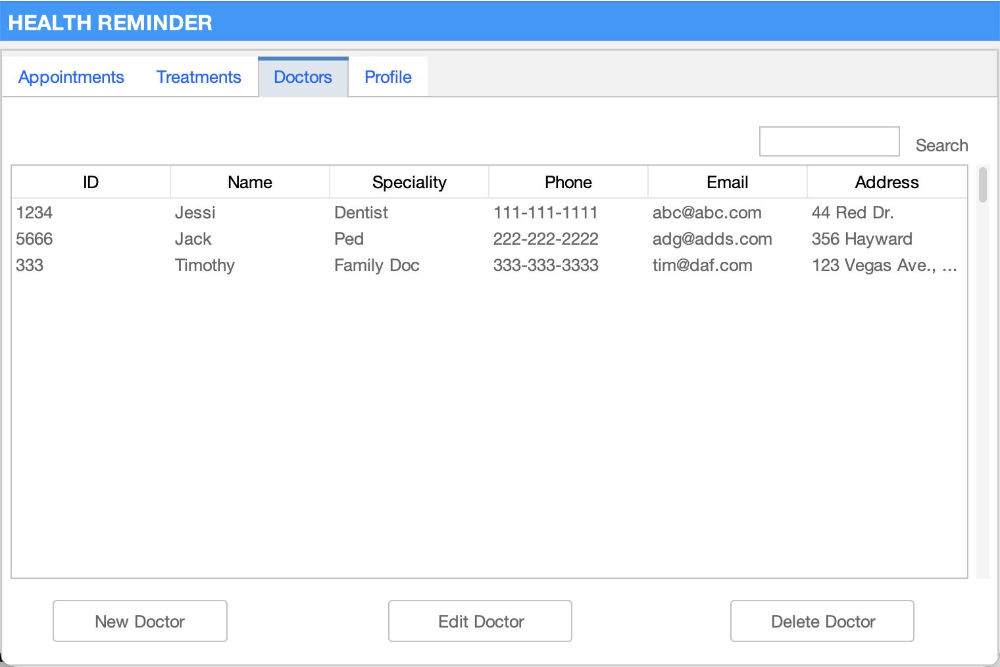 HEALTH REMINDER
Appointments Treatments Doctors Profile
Search
ID Name Speciality Phone Email Address
1234 Jessi Dentist 111-111-1111 abc@abc.com 44 Red Dr.
5666 Jack Ped 222-222-2222 adg@adds.com 356 Hayward
333 Timothy Family Doc 333-333-3333 tim@daf.com 123 Vegas Ave., ...
New Doctor Edit Doctor Delete Doctor